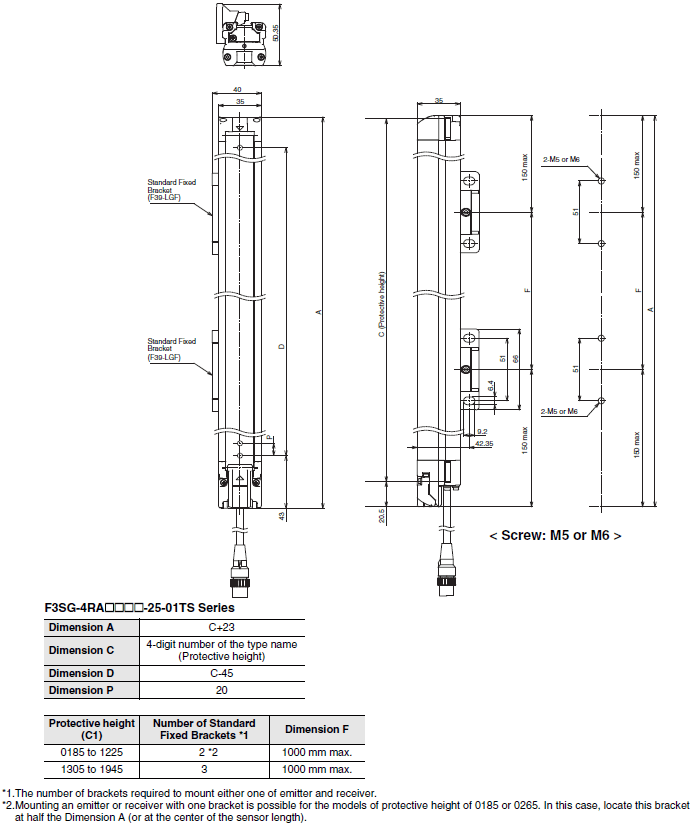 50.35
40
35
Standard Fixed
Bracket
(F39-LGF)
Standard Fixed
Bracket
(F39-LGF)
A
D
P
43
35
C (Protective height)
150 max
F
51
66
6.4
9.2
42.35
150 max
20.5
2-M5 or M6
51
150 max
F
A
51
2-M5 or M6
150 max
< Screw: M5 or M6 >
F3SG-4RA□□□□-25-01TS Series
Dimension A C+23
Dimension C 4-digit number of the type name
(Protective height)
Dimension D C-45
Dimension P 20
Protective height
(C1) Number of Standard
Fixed Brackets *1 Dimension F
0185 to 1225 2 *2 1000 mm max.
1305 to 1945 3 1000 mm max.
*1.The number of brackets required to mount either one of emitter and receiver.
*2.Mounting an emitter or receiver with one bracket is possible for the models of protective height of 0185 or 0265. In this case, locate this bracket
at half the Dimension A (or at the center of the sensor length).